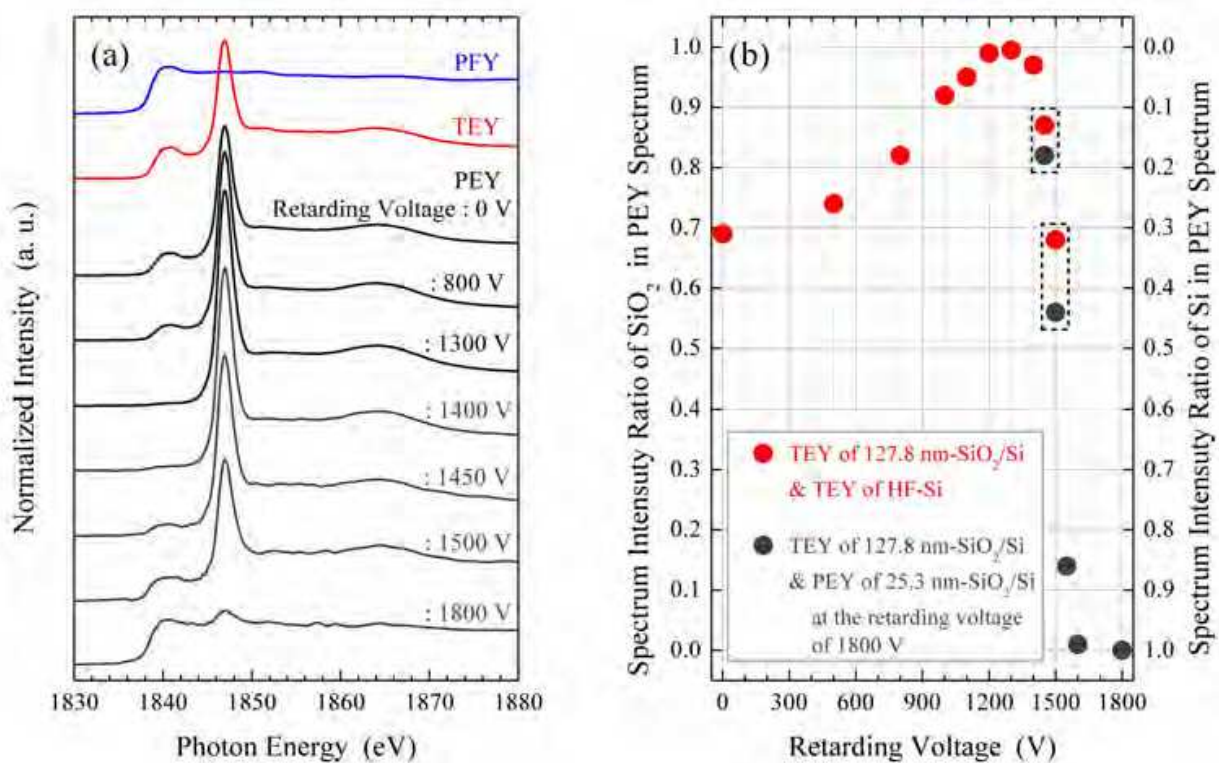 (a)
PFY
TEY
PEY
Retarding Voltage : 0 V
: 800 V
: 1300 V
: 1400 V
: 1450 V
: 1500 V
: 1800 V
Normalized Intensity (a. u.)
1830 1840 1850 1860 1870 1880
Photon Energy (eV)
(b)
Spectrum Intensuty Ratio of SiO₂ in PEY Spectrum
1.0
0.9
0.8
0.7
0.6
0.5
0.4
0.3
0.2
0.1
0.0
TEY of 127.8 nm-SiO₂/Si
& TEY of HF-Si
TEY of 127.8 nm-SiO₂/Si
& PEY of 25.3 nm-SiO₂/Si
at the retarding voltage
of 1800 V
0.0
0.1
0.2
0.3
0.4
0.5
0.6
0.7
0.8
0.9
1.0
Spectrum Intensuty Ratio of Si in PEY Spectrum
0 300 600 900 1200 1500 1800
Retarding Voltage (V)